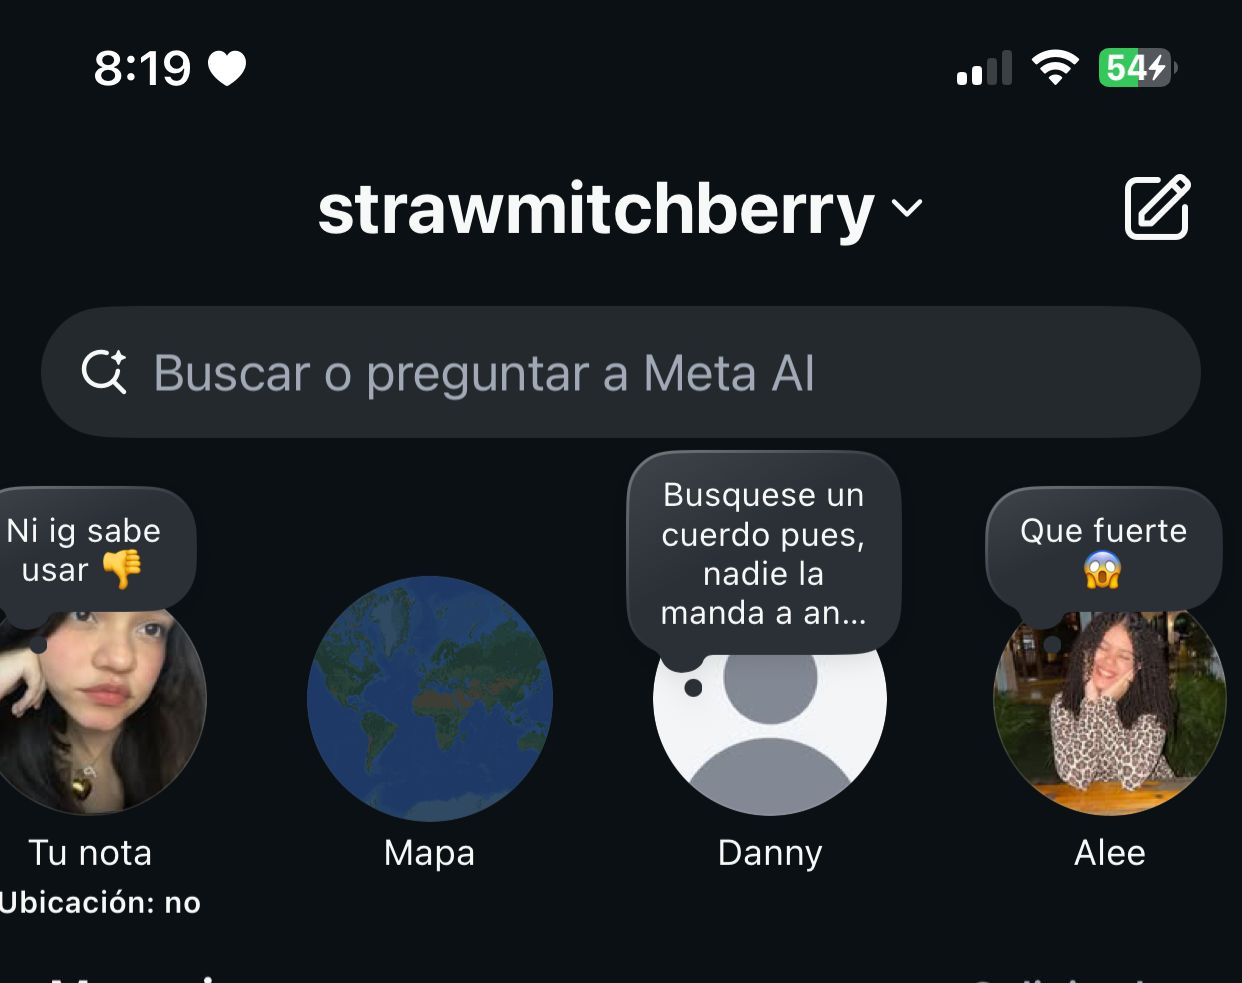 8:19
54
strawmitchberry
Buscar o preguntar a Meta AI
Ni ig sabe
usar 👎
Busquese un
cuerdo pues,
nadie la
manda a an...
Que fuerte
😱
Tu nota
Mapa
Danny
Alee
Ubicación: no